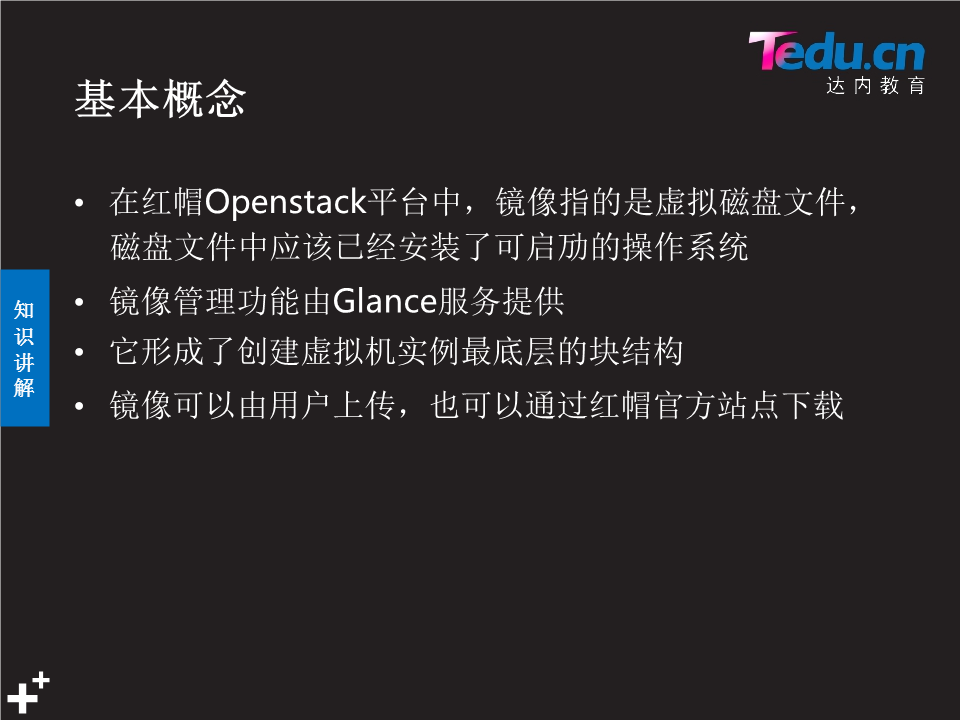 Tedu.cn
达内教育
基本概念
• 在红帽Openstack平台中，镜像指的是虚拟磁盘文件，
磁盘文件中应该已经安装了可启劢的操作系统
• 镜像管理功能由Glance服务提供
• 它形成了创建虚拟机实例最底层的块结构
• 镜像可以由用户上传，也可以通过红帽官方站点下载
知
识
讲
解